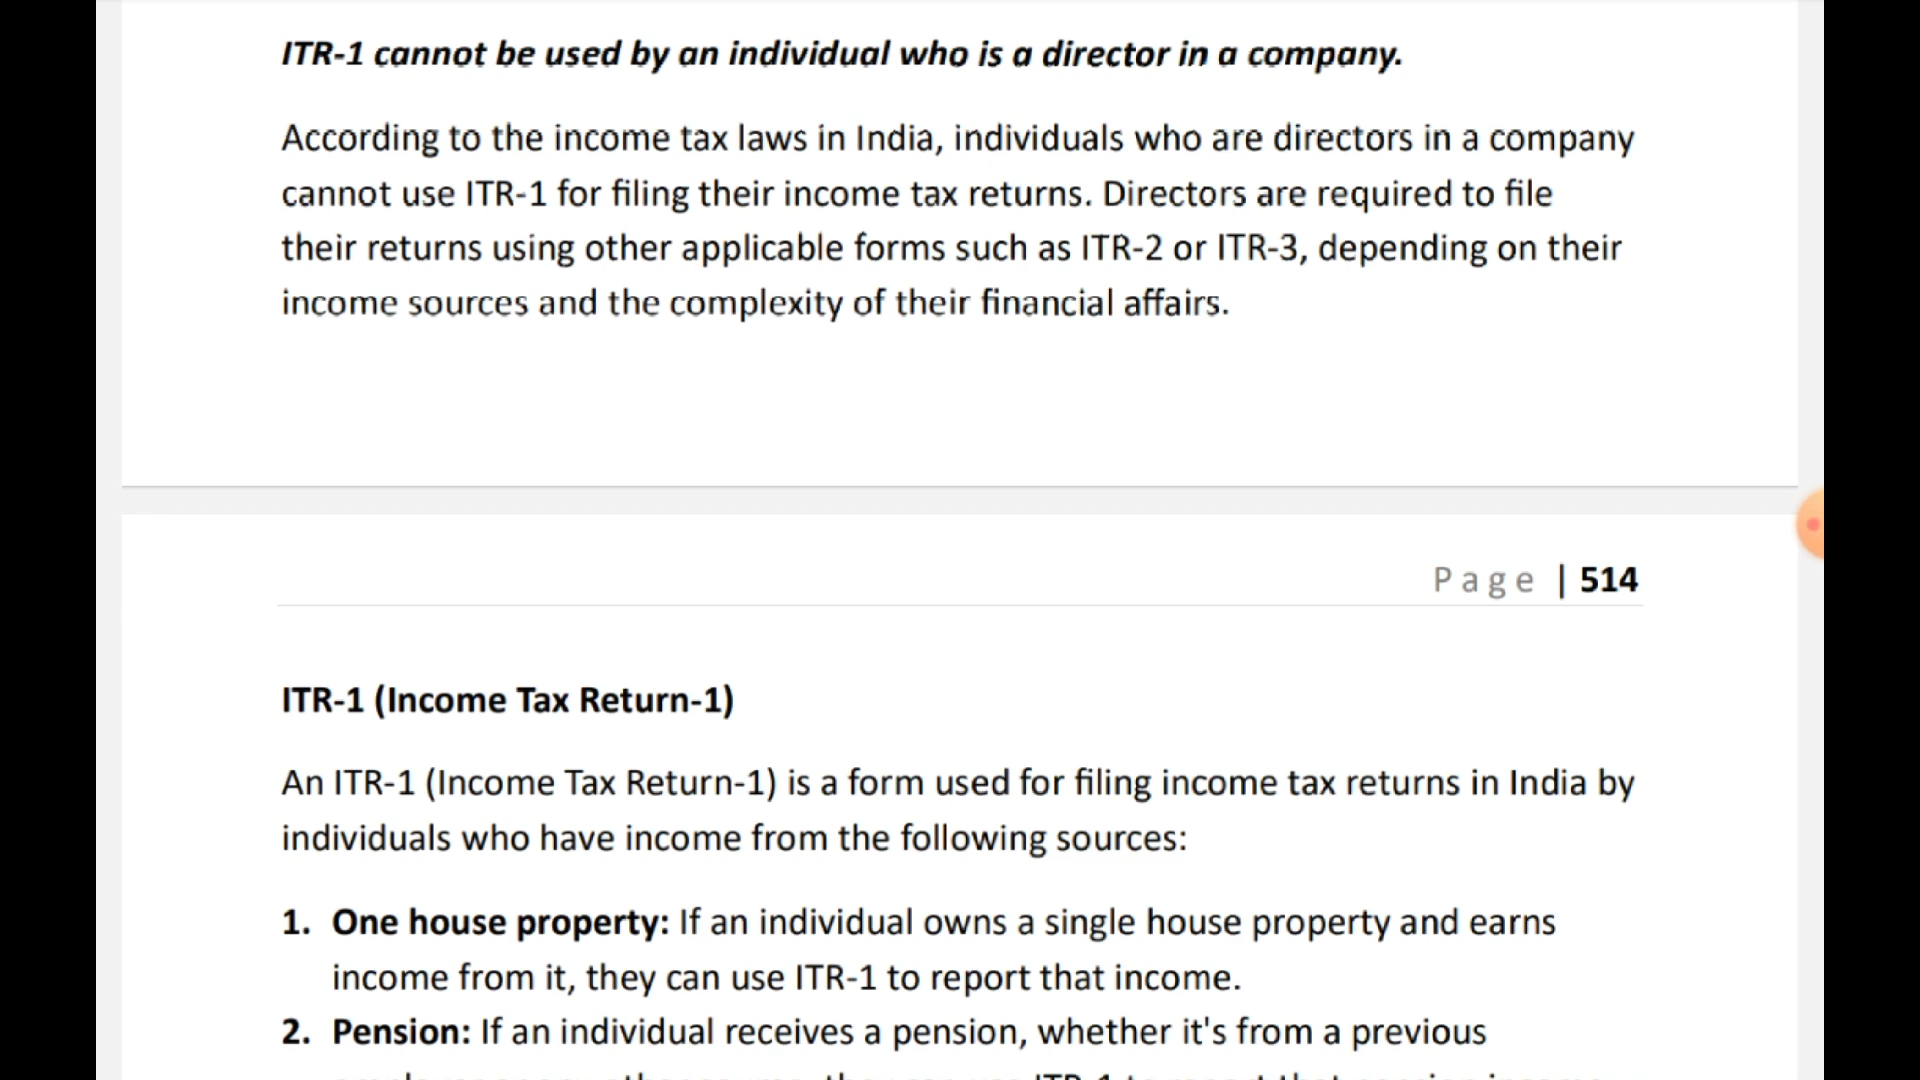 ITR-1 cannot be used by an individual who is a director in a company.
According to the income tax laws in India, individuals who are directors in a company
cannot use ITR-1 for filing their income tax returns. Directors are required to file
their returns using other applicable forms such as ITR-2 or ITR-3, depending on their
income sources and the complexity of their financial affairs.
Page | 514
ITR-1 (Income Tax Return-1)
An ITR-1 (Income Tax Return-1) is a form used for filing income tax returns in India by
individuals who have income from the following sources:
1. One house property: If an individual owns a single house property and earns
income from it, they can use ITR-1 to report that income.
2. Pension: If an individual receives a pension, whether it's from a previous